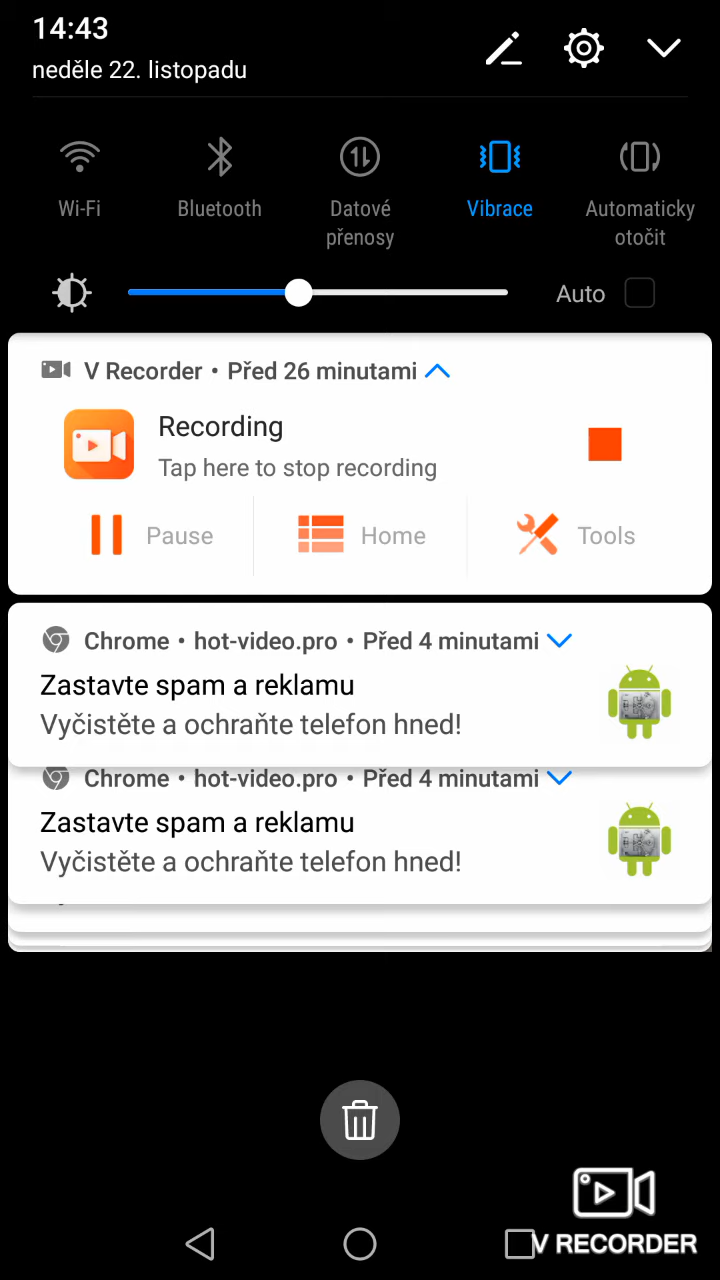 14:43
neděle 22. listopadu
Wi-Fi
Bluetooth
Datové přenosy
Vibrace
Automaticky otočit
Auto
V Recorder • Před 26 minutami
Recording
Tap here to stop recording
Pause
Home
Tools
Chrome • hot-video.pro • Před 4 minutami
Zastavte spam a reklamu
Vyčistěte a ochraňte telefon hned!
Chrome • hot-video.pro • Před 4 minutami
Zastavte spam a reklamu
Vyčistěte a ochraňte telefon hned!
V RECORDER